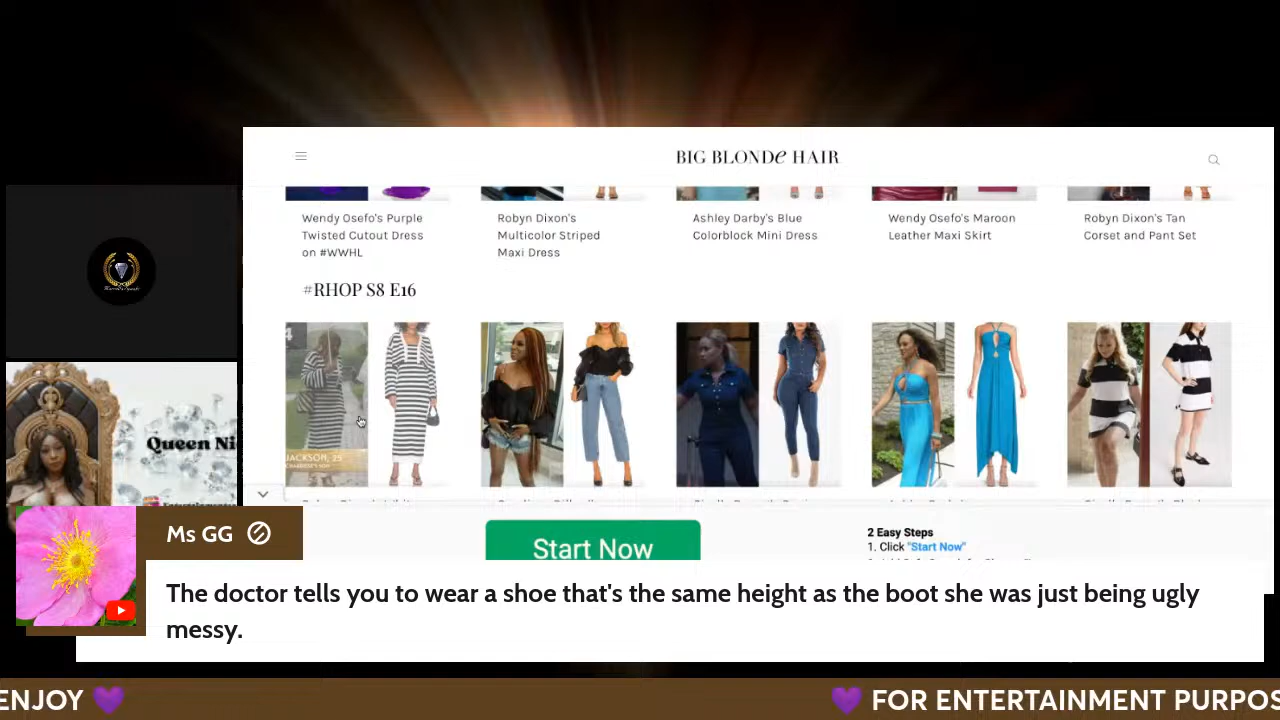 BIG BLONDe HAIR
Wendy Osefo's Purple
Twisted Cutout Dress
on #WWHL
Robyn Dixon's
Multicolor Striped
Maxi Dress
Ashley Darby's Blue
Colorblock Mini Dress
Wendy Osefo's Maroon
Leather Maxi Skirt
Robyn Dixon's Tan
Corset and Pant Set
#RHOP S8 E16
JACKSON, 25
Queen Ni
Start Now
2 Easy Steps
1. Click "Start Now"
Ms GG
The doctor tells you to wear a shoe that's the same height as the boot she was just being ugly
messy.
ENJOY 💜
💜 FOR ENTERTAINMENT PURPOS